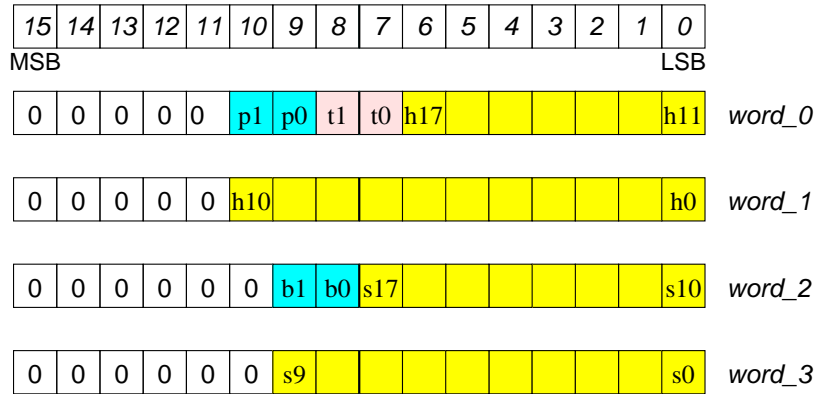 15 14 13 12 11 10 9 8 7 6 5 4 3 2 1 0
MSB LSB
0 0 0 0 0 p1 p0 t1 t0 h17 h11 word_0
0 0 0 0 0 h10 h0 word_1
0 0 0 0 0 0 b1 b0 s17 s10 word_2
0 0 0 0 0 0 s9 s0 word_3